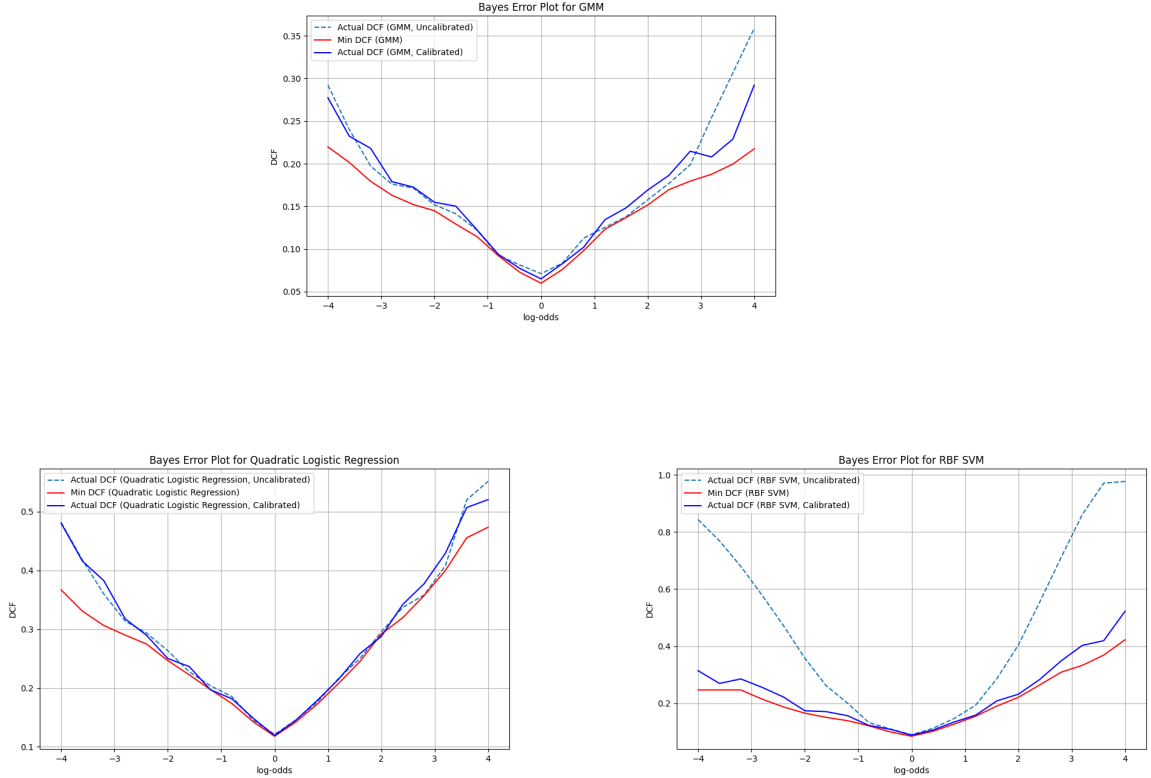 Bayes Error Plot for GMM
Actual DCF (GMM, Uncalibrated)
Min DCF (GMM)
Actual DCF (GMM, Calibrated)
0.35
0.30
0.25
0.20
0.15
0.10
0.05
DCF
−4 −3 −2 −1 0 1 2 3 4
log-odds
Bayes Error Plot for Quadratic Logistic Regression
Actual DCF (Quadratic Logistic Regression, Uncalibrated)
Min DCF (Quadratic Logistic Regression)
Actual DCF (Quadratic Logistic Regression, Calibrated)
0.5
0.4
0.3
0.2
0.1
DCF
−4 −3 −2 −1 0 1 2 3 4
log-odds
Bayes Error Plot for RBF SVM
Actual DCF (RBF SVM, Uncalibrated)
Min DCF (RBF SVM)
Actual DCF (RBF SVM, Calibrated)
1.0
0.8
0.6
0.4
0.2
DCF
−4 −3 −2 −1 0 1 2 3 4
log-odds